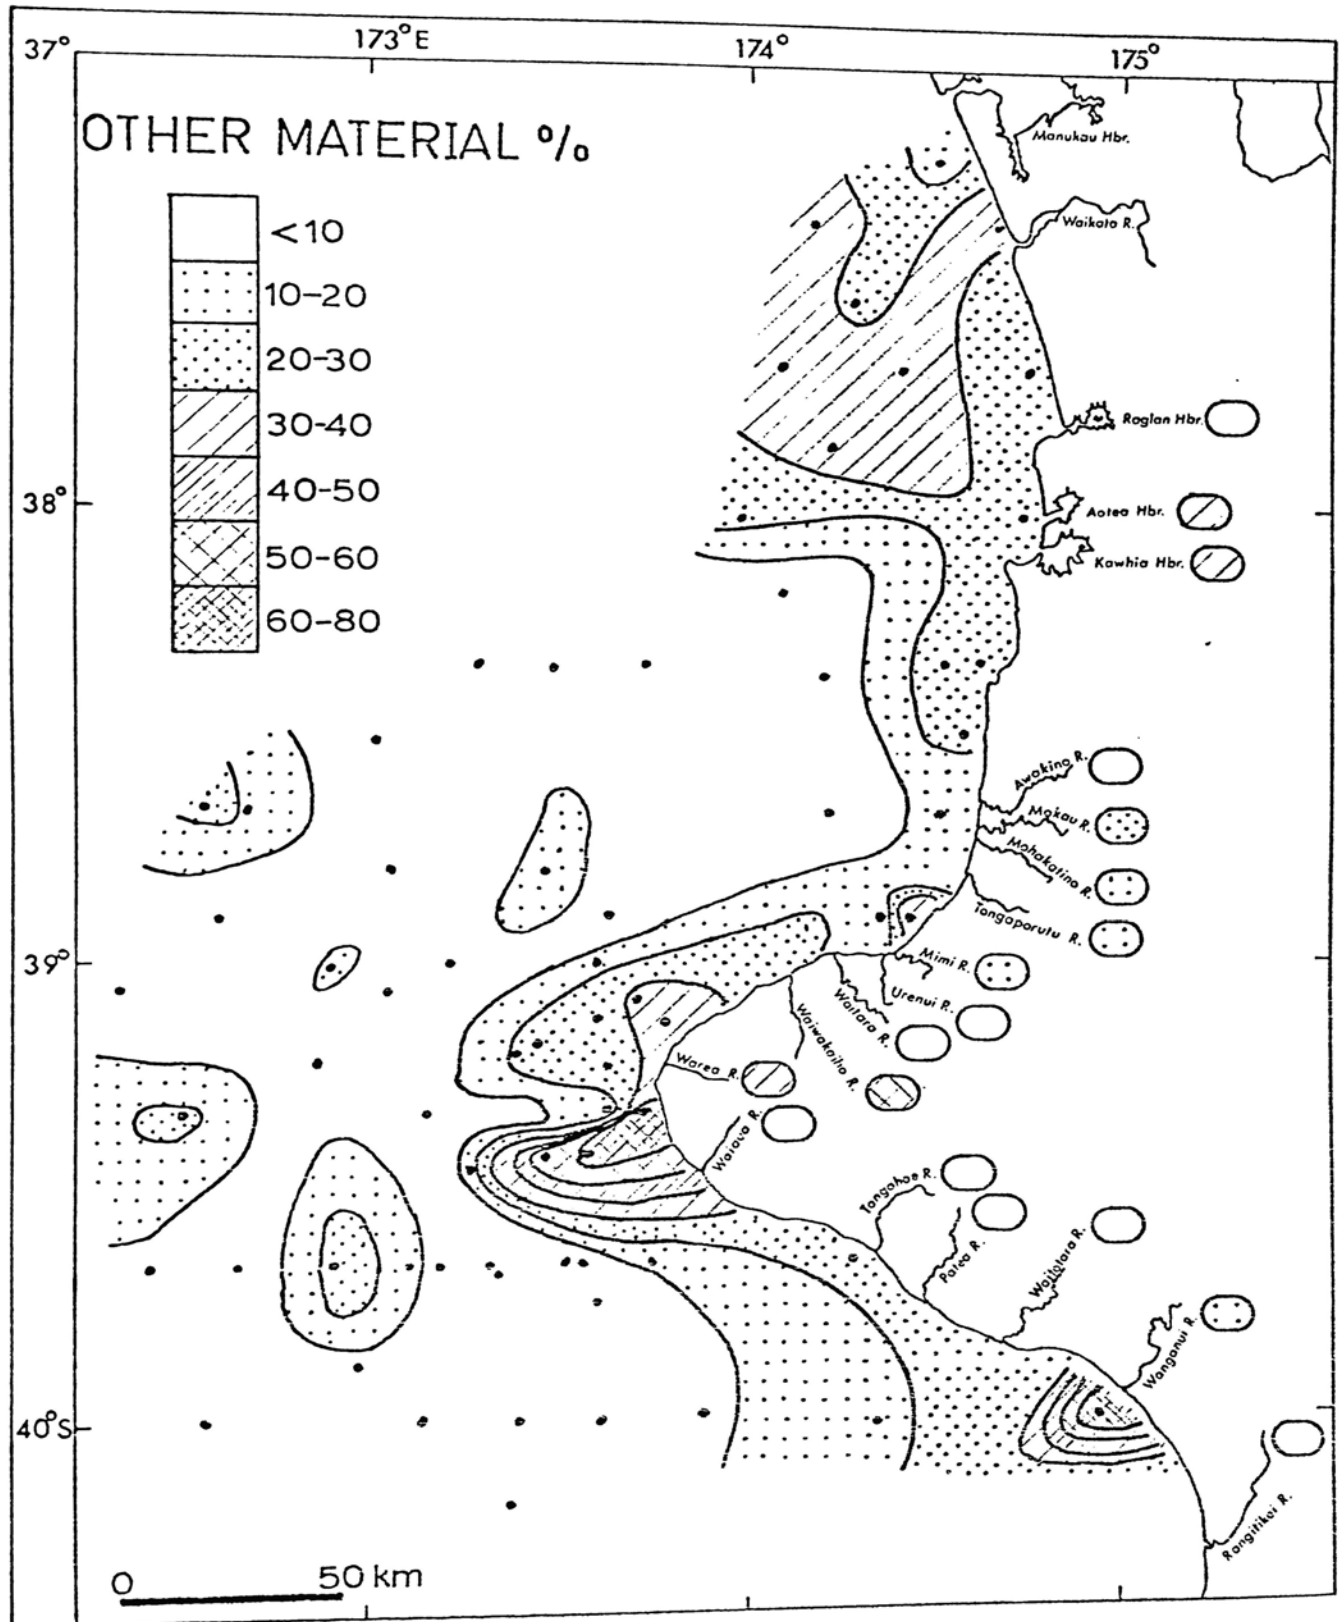 173°E 174° 175°
37°
OTHER MATERIAL %
<10
10-20
20-30
30-40
40-50
50-60
60-80
Manukau Hbr.
Waikato R.
Raglan Hbr.
38°
Aotea Hbr.
Kawhia Hbr.
Awakino R.
Mokau R.
Mohakatino R.
Tongaporutu R.
39°
Mimi R.
Urenui R.
Waitara R.
Waiwakaiho R.
Warea R.
Waiaua R.
Tangahoe R.
Patea R.
Waitotara R.
Wanganui R.
40°S
Rangitikei R.
0 50 km